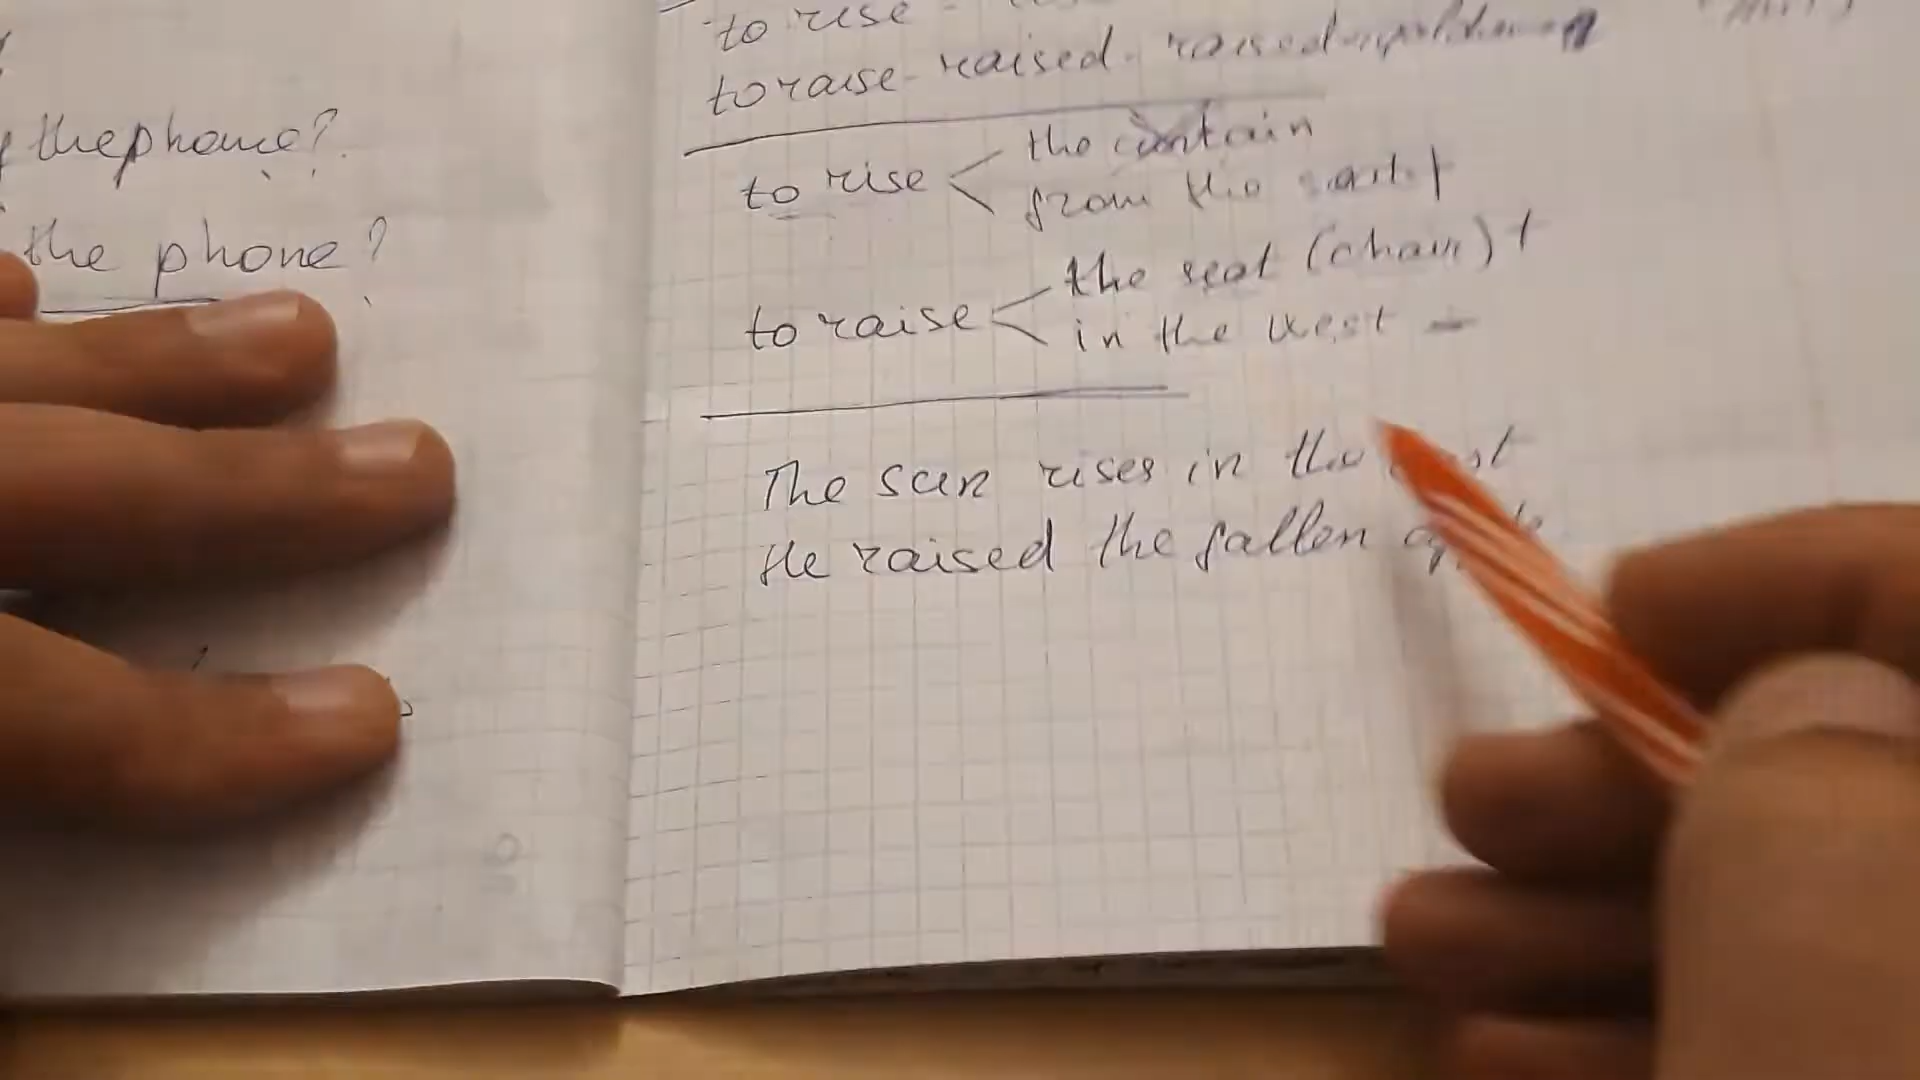 the phone?
the phone?
to rise -
to raise - raised - raised
to rise < the
from the
to raise < the seat (chair) +
in the west -
The sun rises in the
He raised the fallen